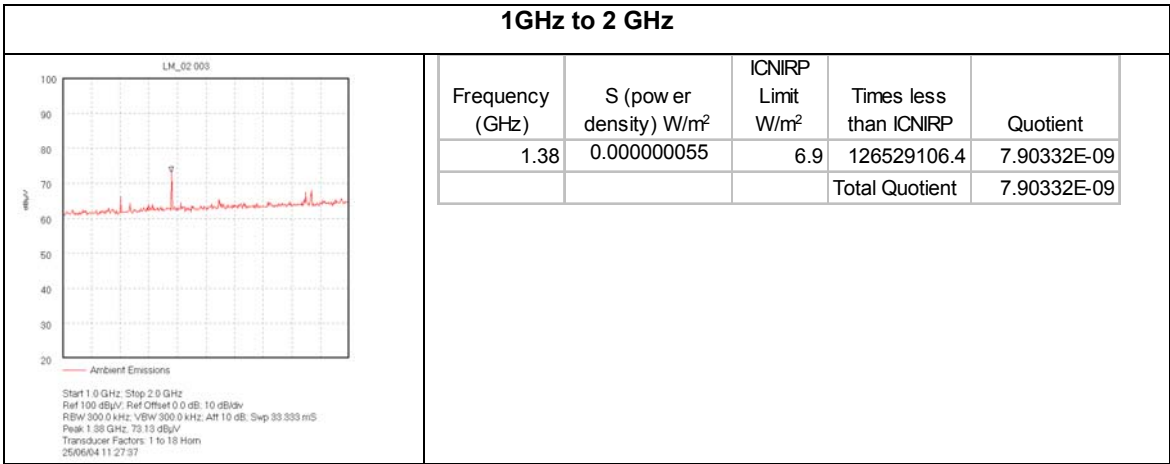 1GHz to 2 GHz
LM_02 003
100
90
80
70
60
50
40
30
20
dBµV
Ambient Emissions
Start 1.0 GHz; Stop 2.0 GHz
Ref 100 dBµV; Ref Offset 0.0 dB; 10 dB/div
RBW 300.0 kHz; VBW 300.0 kHz; Att 10 dB; Swp 33.333 mS
Peak 1.38 GHz, 73.13 dBµV
Transducer Factors: 1 to 18 Horn
25/06/04 11:27:37
Frequency (GHz) S (pow er density) W/m² ICNIRP Limit W/m² Times less than ICNIRP Quotient
1.38 0.000000055 6.9 126529106.4 7.90332E-09
Total Quotient 7.90332E-09